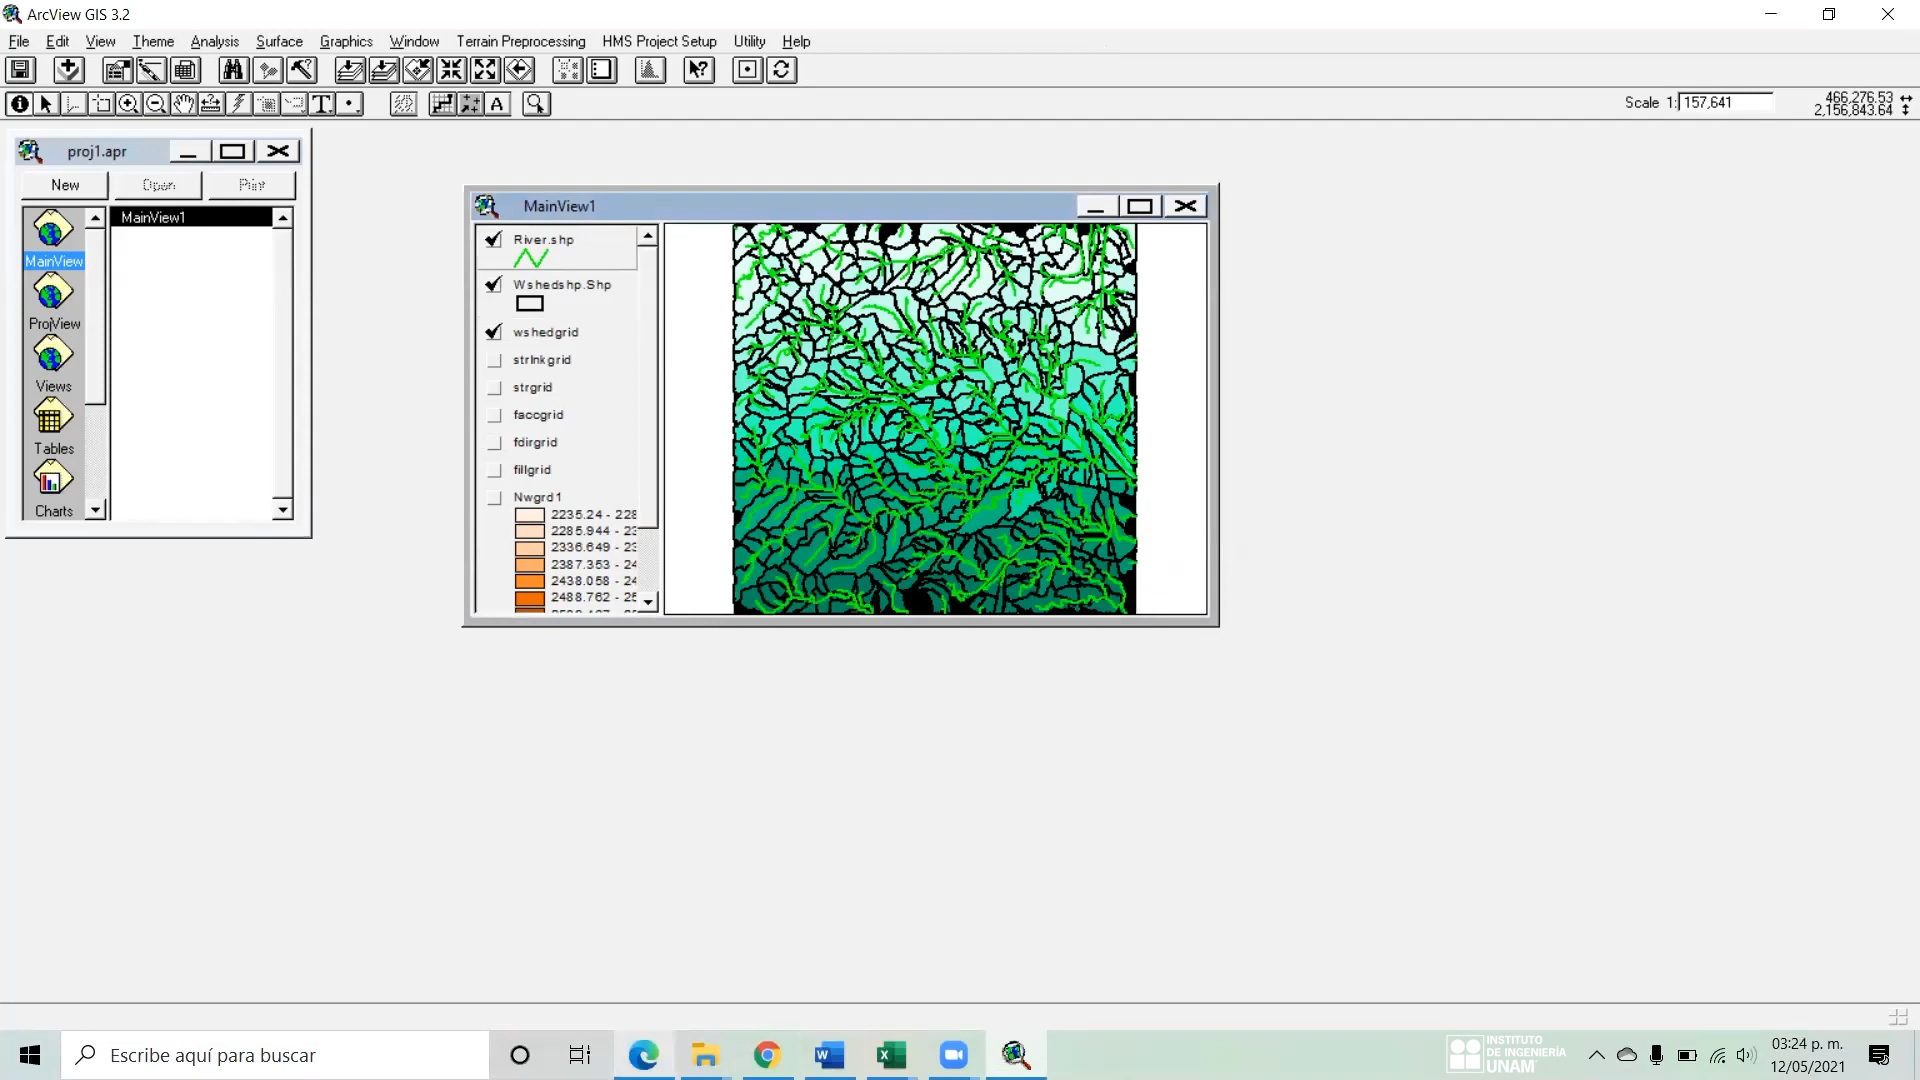 ArcView GIS 3.2
File Edit View Theme Analysis Surface Graphics Window Terrain Preprocessing HMS Project Setup Utility Help
Scale 1: 157,641
466,276.53
2,156,843.64
proj1.apr
New Open Print
MainView1
MainView
ProjView
Views
Tables
Charts
MainView1
River.shp
Wshedshp.Shp
wshedgrid
strlnkgrid
strgrid
faccgrid
fdirgrid
fillgrid
Nwgrd1
2235.24 - 228
2285.944 - 23
2336.649 - 23
2387.353 - 24
2438.058 - 24
2488.762 - 25
Escribe aquí para buscar
INSTITUTO
DE INGENIERÍA
UNAM
03:24 p. m.
12/05/2021